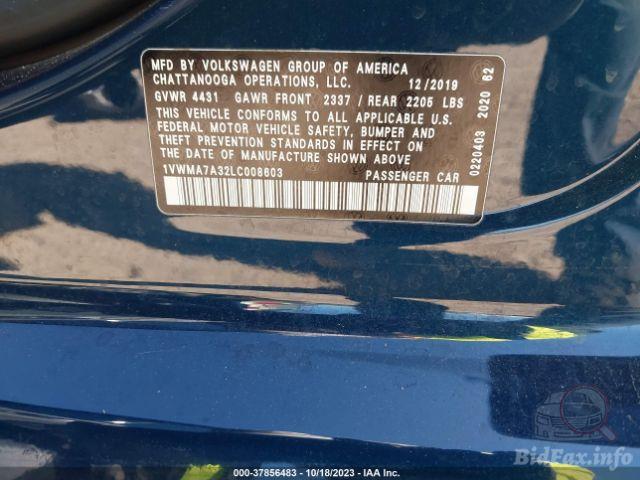 MFD BY VOLKSWAGEN GROUP OF AMERICA
CHATTANOOGA OPERATIONS, LLC. 12/2019
GVWR 4431 GAWR FRONT 2337 / REAR 2205 LBS
THIS VEHICLE CONFORMS TO ALL APPLICABLE U.S.
FEDERAL MOTOR VEHICLE SAFETY, BUMPER AND
THEFT PREVENTION STANDARDS IN EFFECT ON
THE DATE OF MANUFACTURE SHOWN ABOVE
1VWMA7A32LC008603 PASSENGER CAR
0220403 2020 62
BidFax.info
000-37856483 - 10/18/2023 - IAA Inc.